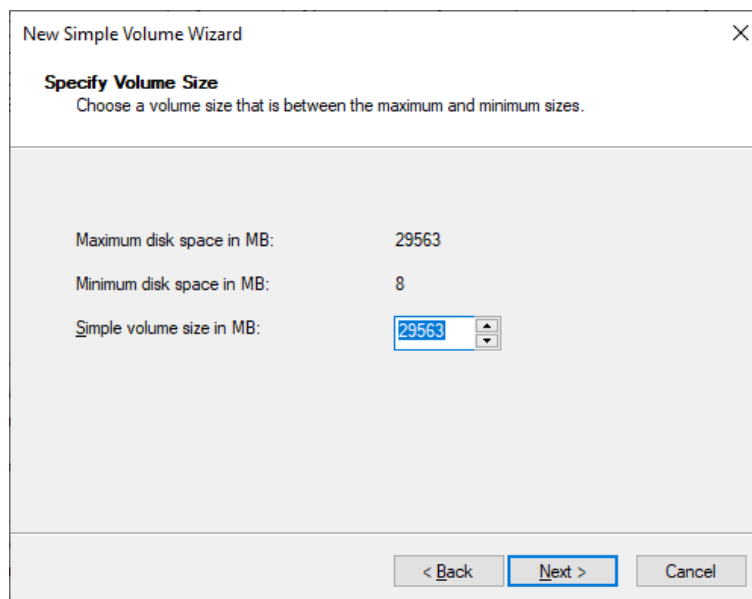 New Simple Volume Wizard
Specify Volume Size
Choose a volume size that is between the maximum and minimum sizes.
Maximum disk space in MB: 29563
Minimum disk space in MB: 8
Simple volume size in MB: 29563
< Back Next > Cancel